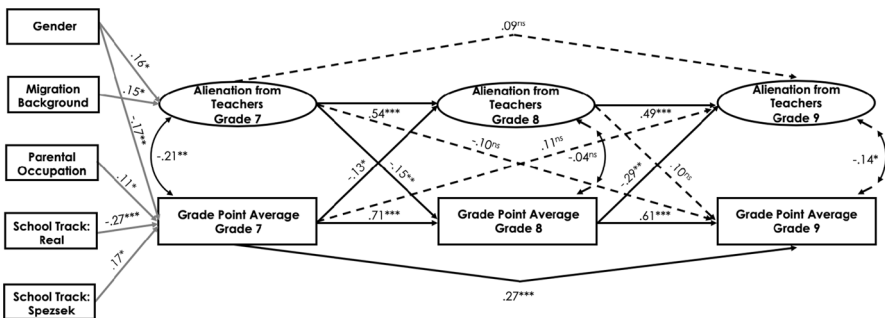 Gender
Migration
Background
Parental
Occupation
School Track:
Real
School Track:
Spezsek
.16*
.15*
-.17**
.11*
-.27***
.17*
Alienation from
Teachers
Grade 7
-.21**
Grade Point Average
Grade 7
.09ns
.54***
-.10ns
-.13*
-.15**
.71***
.11ns
Alienation from
Teachers
Grade 8
-.04ns
Grade Point Average
Grade 8
.49***
.10ns
-.29**
.61***
.27***
Alienation from
Teachers
Grade 9
-.14*
Grade Point Average
Grade 9